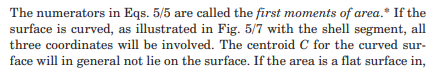 The numerators in Eqs. 5/5 are called the first moments of area.* If the
surface is curved, as illustrated in Fig. 5/7 with the shell segment, all
three coordinates will be involved. The centroid C for the curved sur-
face will in general not lie on the surface. If the area is a flat surface in,